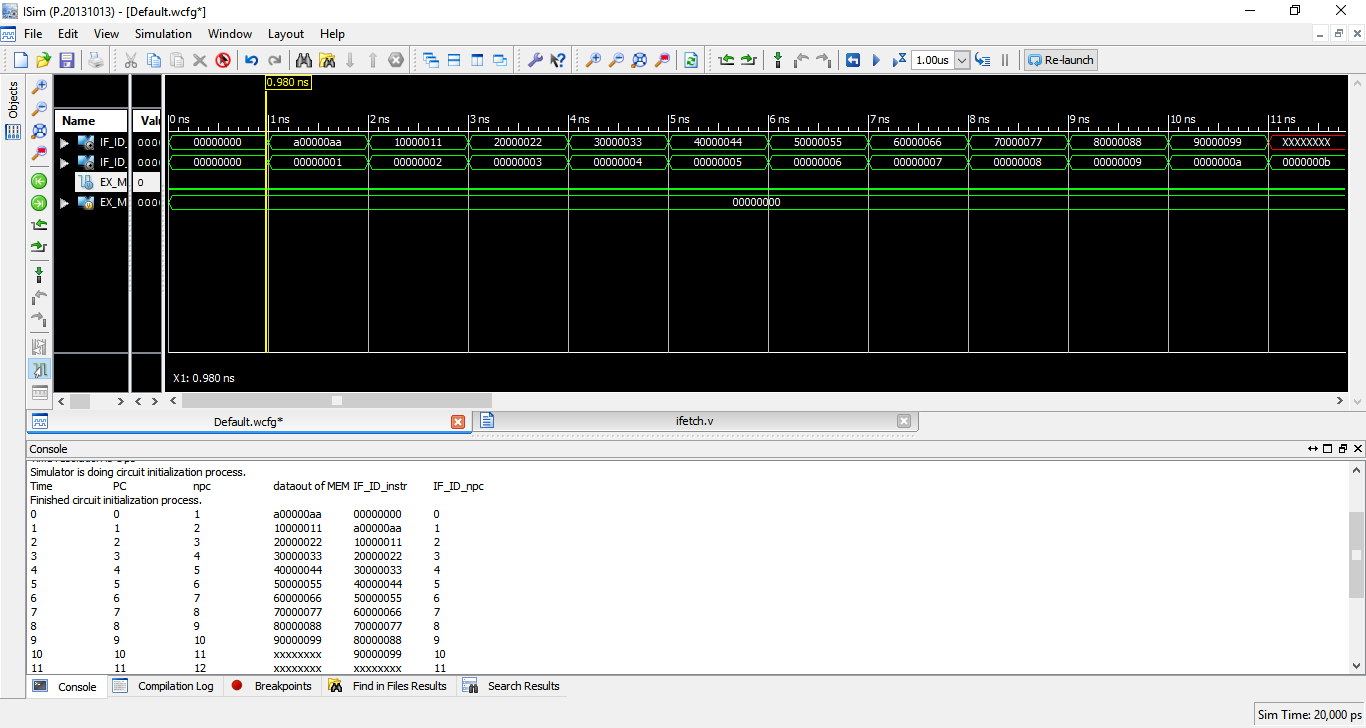 ISim (P.20131013) - [Default.wcfg*]
File Edit View Simulation Window Layout Help
1.00us Re-launch
Objects
0.980 ns
Name Val
0 ns 1 ns 2 ns 3 ns 4 ns 5 ns 6 ns 7 ns 8 ns 9 ns 10 ns 11 ns
IF_ID_ 000 00000000 a00000aa 10000011 20000022 30000033 40000044 50000055 60000066 70000077 80000088 90000099 XXXXXXXX
IF_ID_ 000 00000000 00000001 00000002 00000003 00000004 00000005 00000006 00000007 00000008 00000009 0000000a 0000000b
EX_M 0
EX_M 000 00000000
X1: 0.980 ns
Default.wcfg* ifetch.v
Console
Simulator is doing circuit initialization process.
Time PC npc dataout of MEM IF_ID_instr IF_ID_npc
Finished circuit initialization process.
0 0 1 a00000aa 00000000 0
1 1 2 10000011 a00000aa 1
2 2 3 20000022 10000011 2
3 3 4 30000033 20000022 3
4 4 5 40000044 30000033 4
5 5 6 50000055 40000044 5
6 6 7 60000066 50000055 6
7 7 8 70000077 60000066 7
8 8 9 80000088 70000077 8
9 9 10 90000099 80000088 9
10 10 11 xxxxxxxx 90000099 10
11 11 12 xxxxxxxx xxxxxxxx 11
Console Compilation Log Breakpoints Find in Files Results Search Results
Sim Time: 20,000 ps